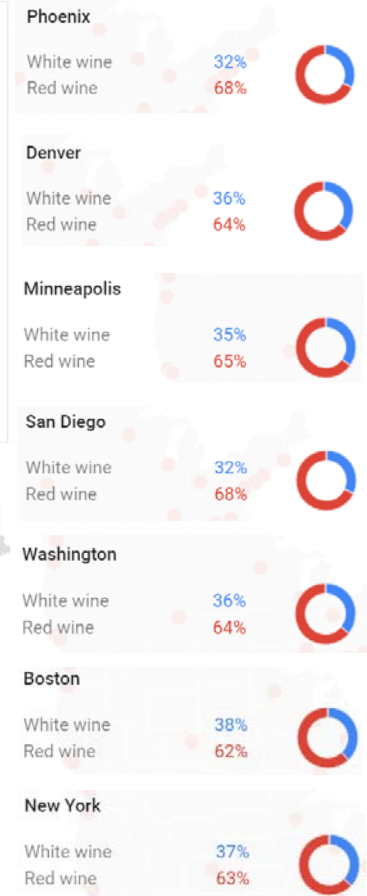 Phoenix
White wine 32%
Red wine 68%
Denver
White wine 36%
Red wine 64%
Minneapolis
White wine 35%
Red wine 65%
San Diego
White wine 32%
Red wine 68%
Washington
White wine 36%
Red wine 64%
Boston
White wine 38%
Red wine 62%
New York
White wine 37%
Red wine 63%